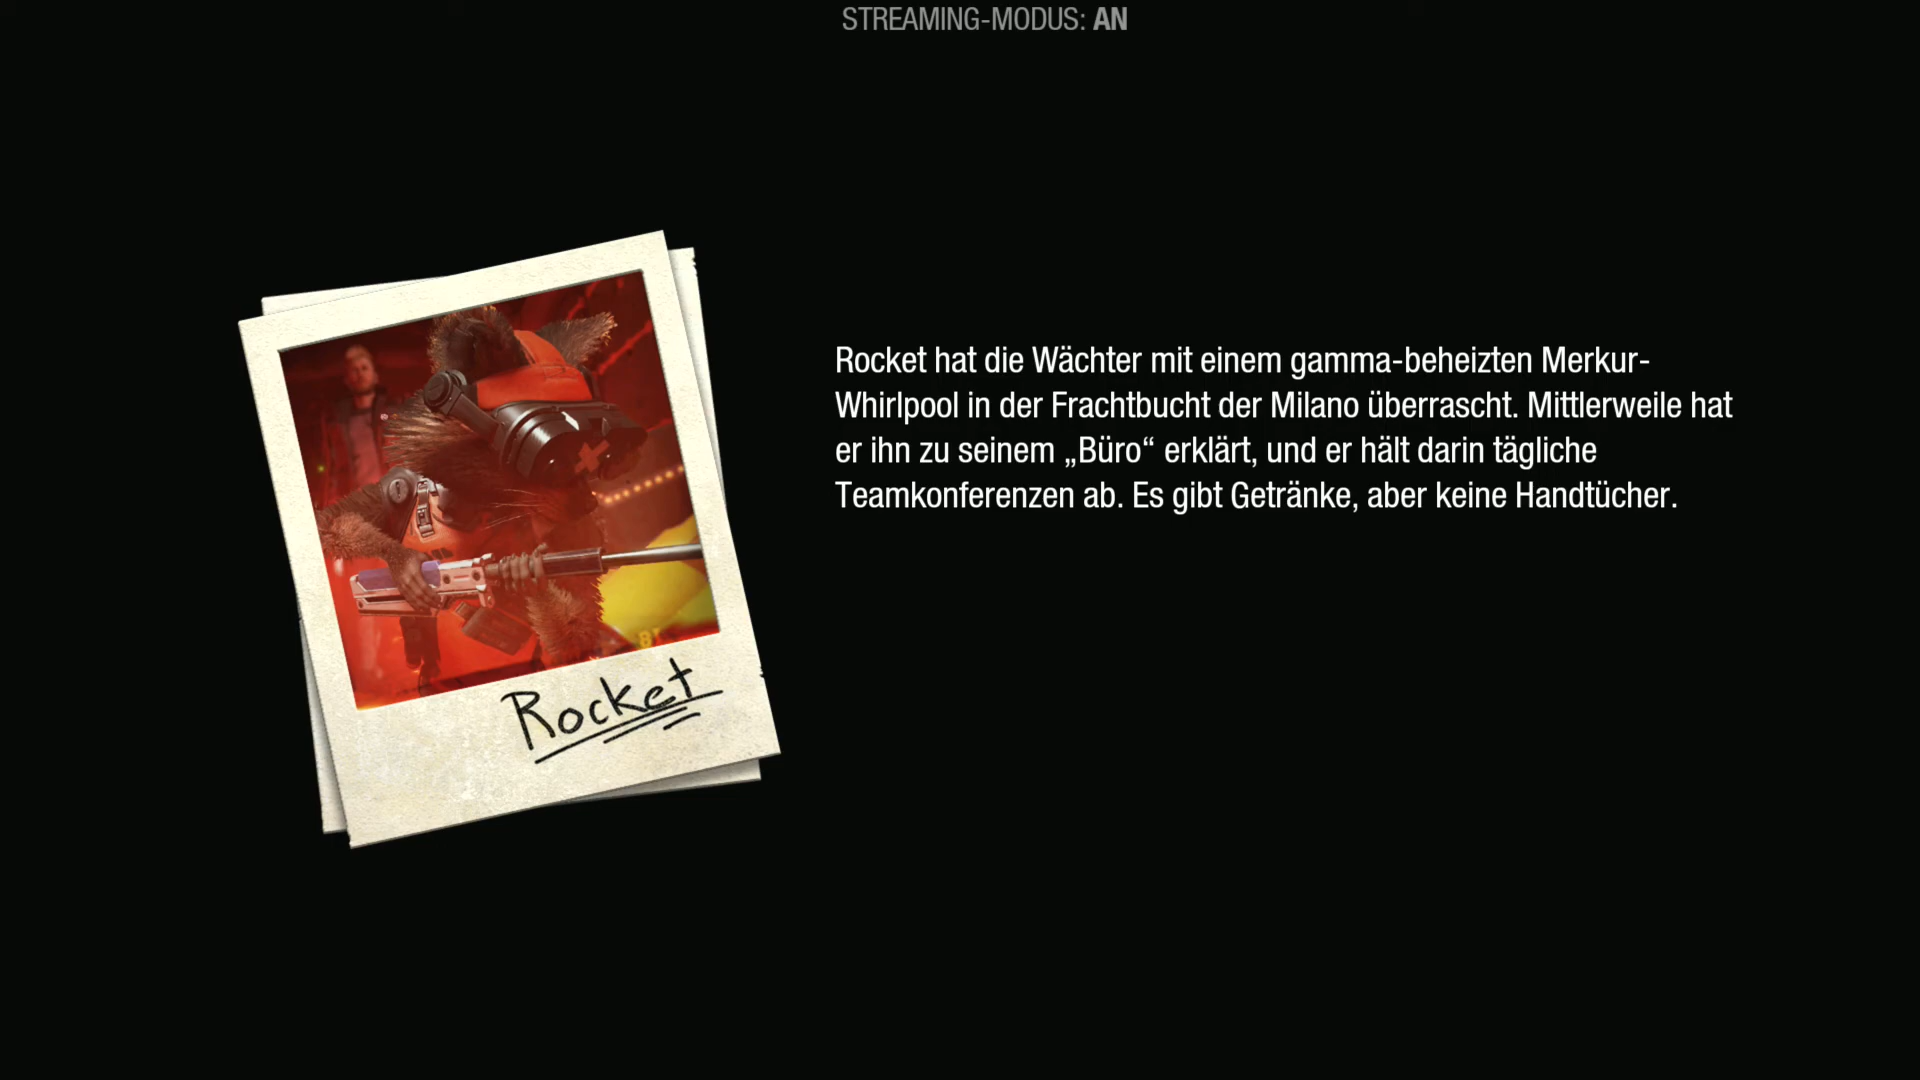 STREAMING-MODUS: AN
Rocket hat die Wächter mit einem gamma-beheizten Merkur-
Whirlpool in der Frachtbucht der Milano überrascht. Mittlerweile hat
er ihn zu seinem „Büro“ erklärt, und er hält darin tägliche
Teamkonferenzen ab. Es gibt Getränke, aber keine Handtücher.
Rocket